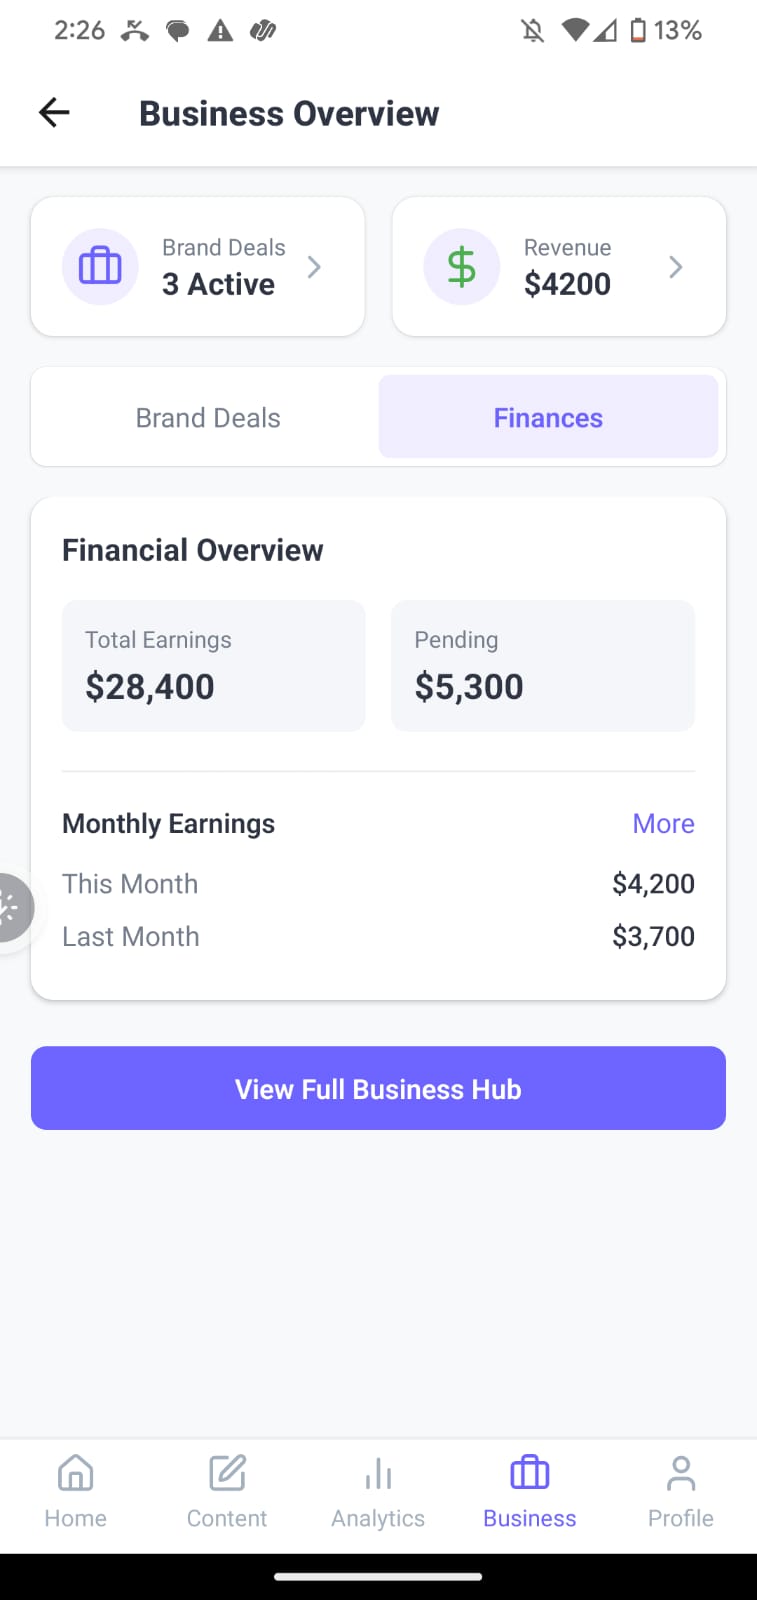 2:26
13%
Business Overview
Brand Deals
3 Active
Revenue
$4200
Brand Deals
Finances
Financial Overview
Total Earnings
$28,400
Pending
$5,300
Monthly Earnings
More
This Month
$4,200
Last Month
$3,700
View Full Business Hub
Home
Content
Analytics
Business
Profile